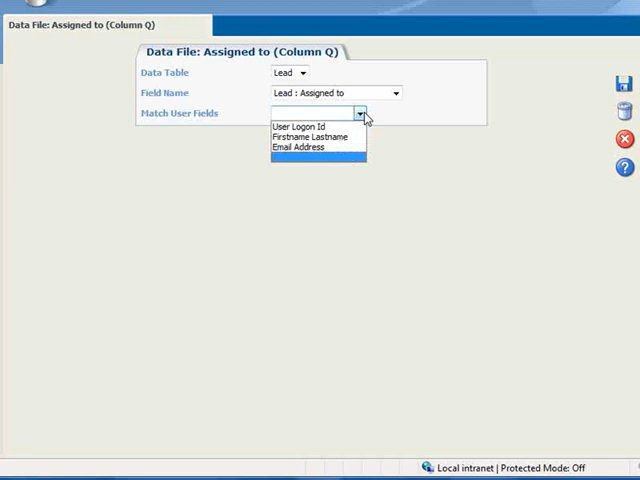 Data File: Assigned to (Column Q)
Data File: Assigned to (Column Q)
Data Table Lead
Field Name Lead : Assigned to
Match User Fields
User Logon Id
Firstname Lastname
Email Address
?
Local intranet | Protected Mode: Off